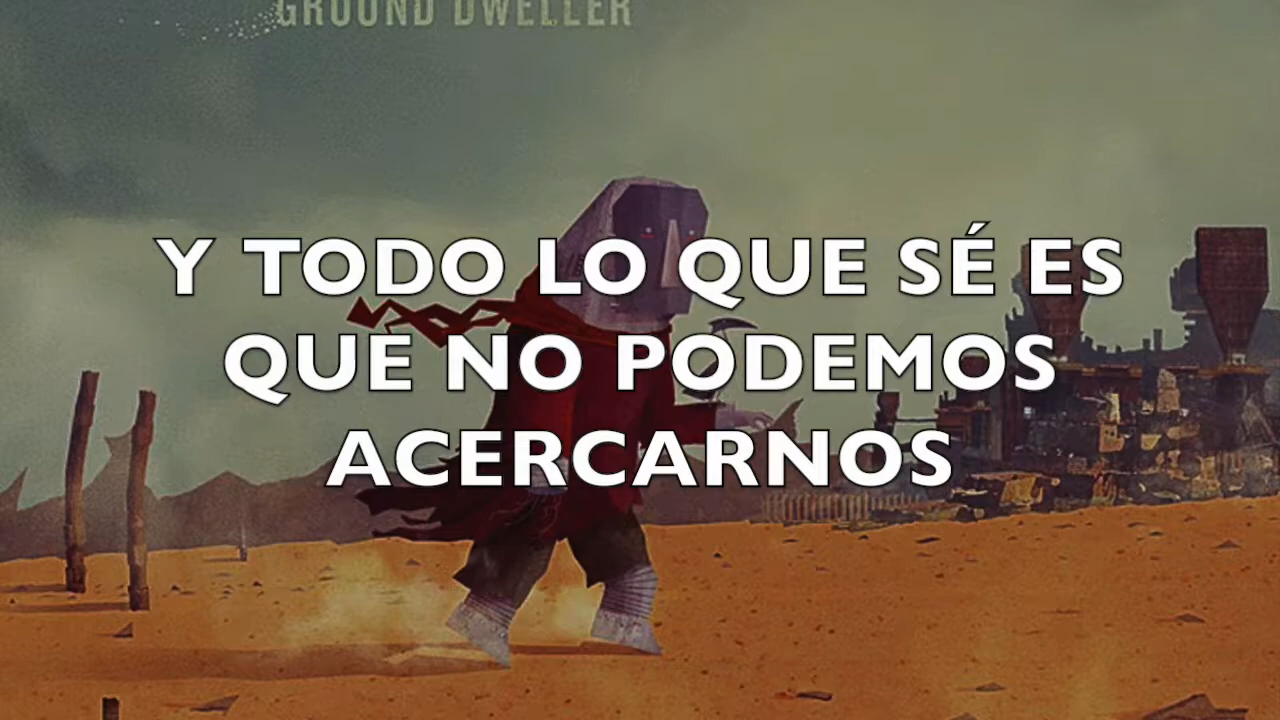 GROUND DWELLER
Y TODO LO QUE SÉ ES
QUE NO PODEMOS
ACERCARNOS